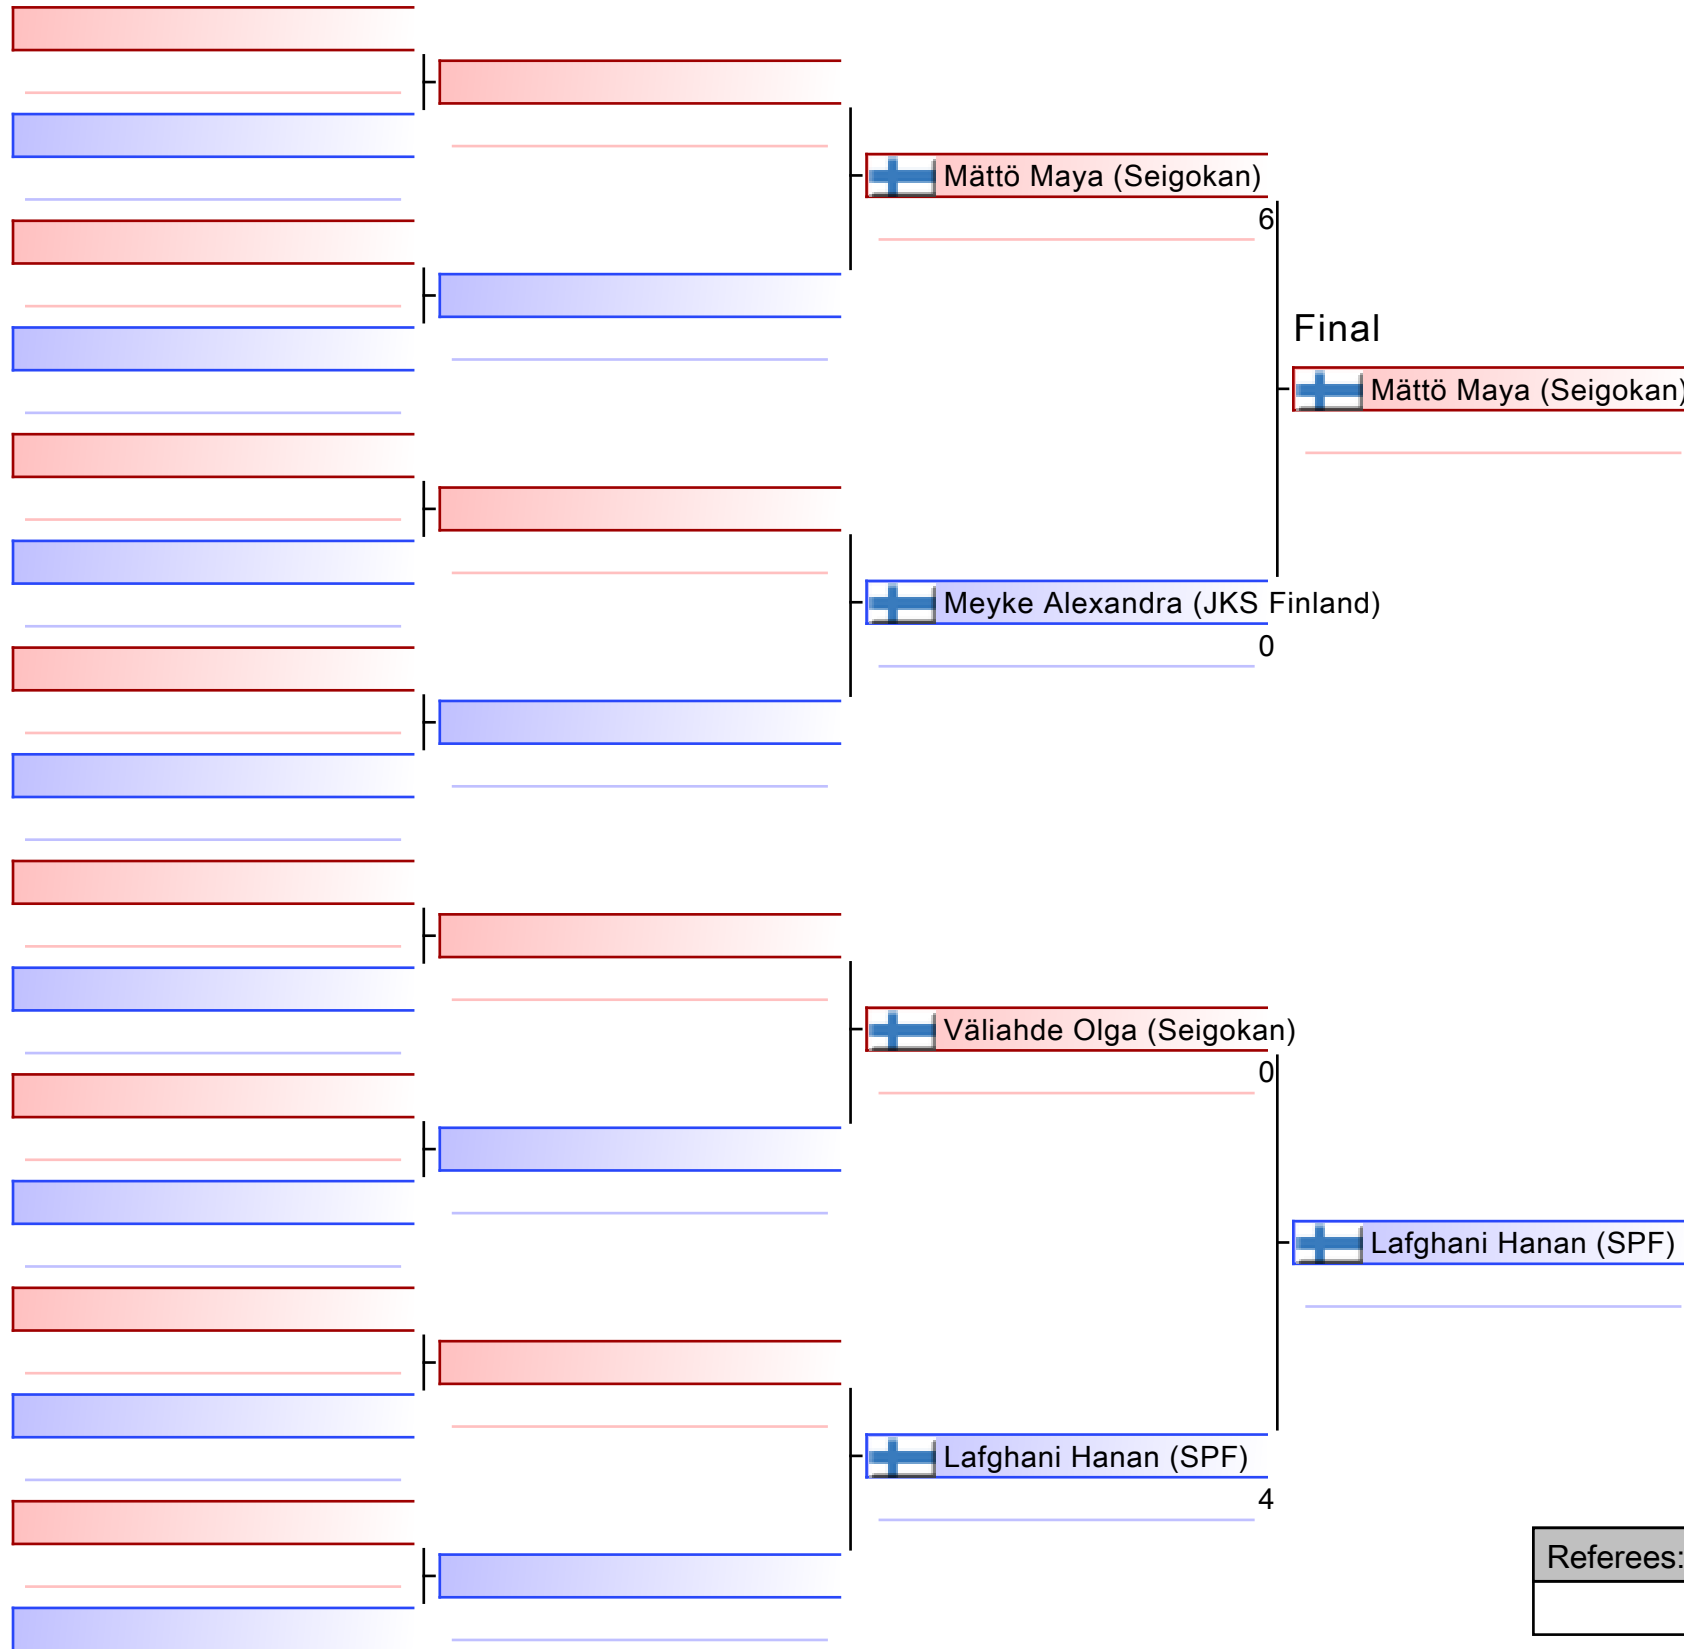 Mättö Maya (Seigokan)
6
Final
Mättö Maya (Seigokan)
Meyke Alexandra (JKS Finland)
0
Väliahde Olga (Seigokan)
0
Lafghani Hanan (SPF)
Lafghani Hanan (SPF)
4
Referees: